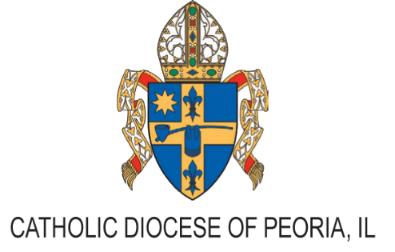 CATHOLIC DIOCESE OF PEORIA, IL